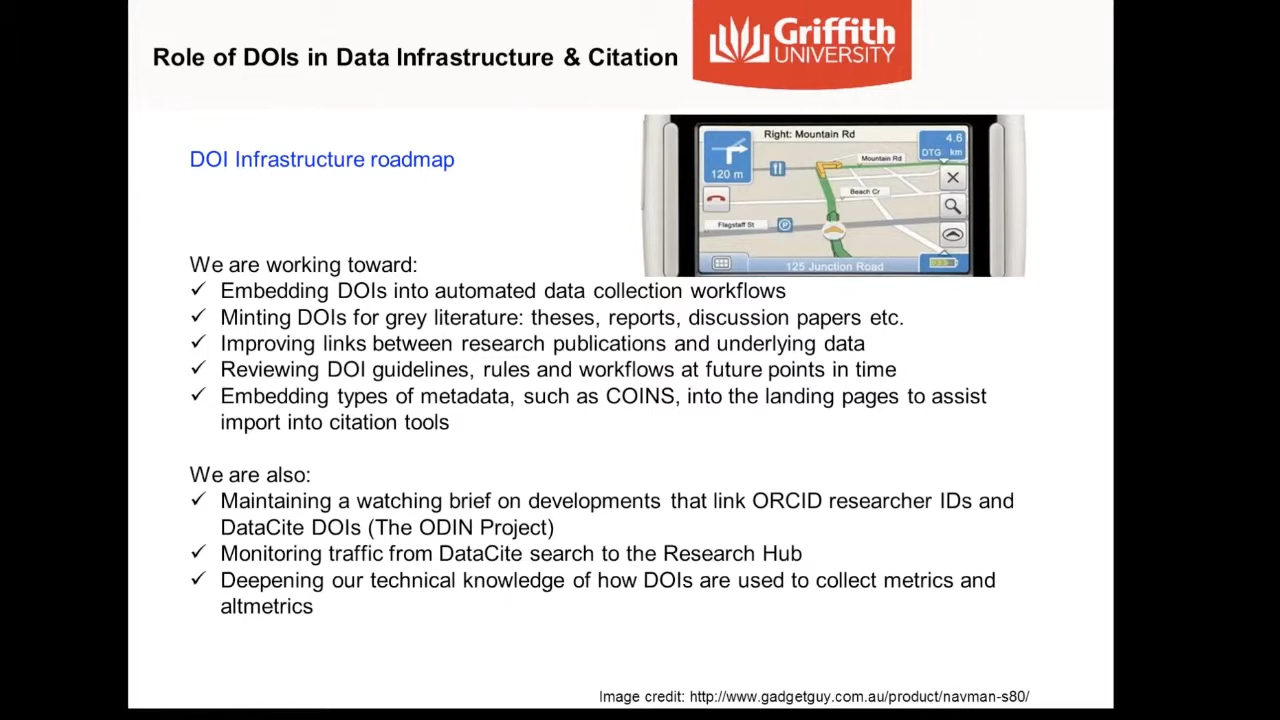 Role of DOIs in Data Infrastructure & Citation
Griffith
UNIVERSITY
DOI Infrastructure roadmap
Right: Mountain Rd
4.6
DTG km
120 m
Mountain Rd
Beach Cr
Flagstaff St
P
125 Junction Road
We are working toward:
✓ Embedding DOIs into automated data collection workflows
✓ Minting DOIs for grey literature: theses, reports, discussion papers etc.
✓ Improving links between research publications and underlying data
✓ Reviewing DOI guidelines, rules and workflows at future points in time
✓ Embedding types of metadata, such as COINS, into the landing pages to assist
import into citation tools
We are also:
✓ Maintaining a watching brief on developments that link ORCID researcher IDs and
DataCite DOIs (The ODIN Project)
✓ Monitoring traffic from DataCite search to the Research Hub
✓ Deepening our technical knowledge of how DOIs are used to collect metrics and
altmetrics
Image credit: http://www.gadgetguy.com.au/product/navman-s80/